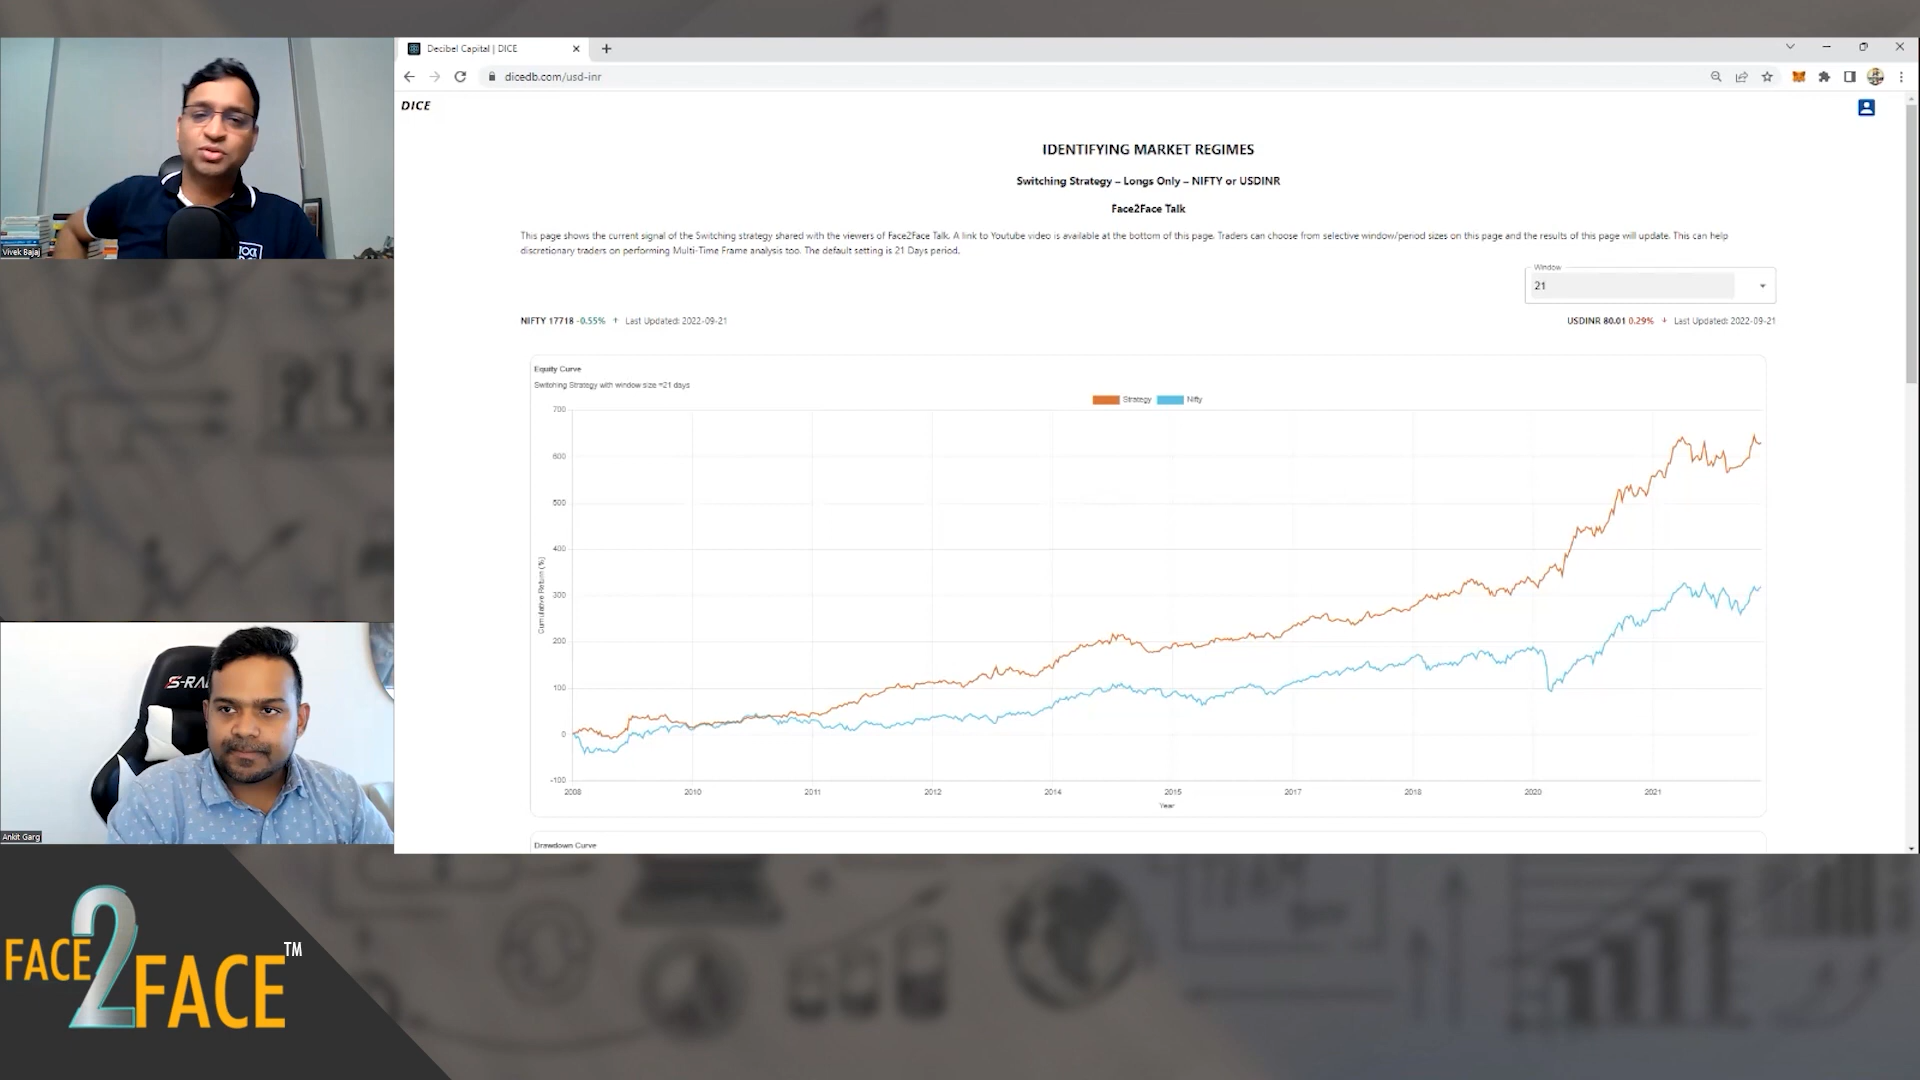 Decibel Capital | DICE
dicedb.com/usd-inr
DICE
IDENTIFYING MARKET REGIMES
Switching Strategy – Longs Only – NIFTY or USDINR
Face2Face Talk
This page shows the current signal of the Switching strategy shared with the viewers of Face2Face Talk. A link to Youtube video is available at the bottom of this page. Traders can choose from selective window/period sizes on this page and the results of this page will update. This can help
discretionary traders on performing Multi-Time Frame analysis too. The default setting is 21 Days period.
Window
21
NIFTY 17718 -0.55% Last Updated: 2022-09-21
USDINR 80.01 0.29% Last Updated: 2022-09-21
Equity Curve
Switching Strategy with window size =21 days
Strategy Nifty
700
600
500
400
300
200
100
0
-100
Cumulative Return (%)
2008 2010 2011 2012 2014 2015 2017 2018 2020 2021
Year
Drawdown Curve
Vivek Bajaj
S-RA
Ankit Garg
FACE2FACE™